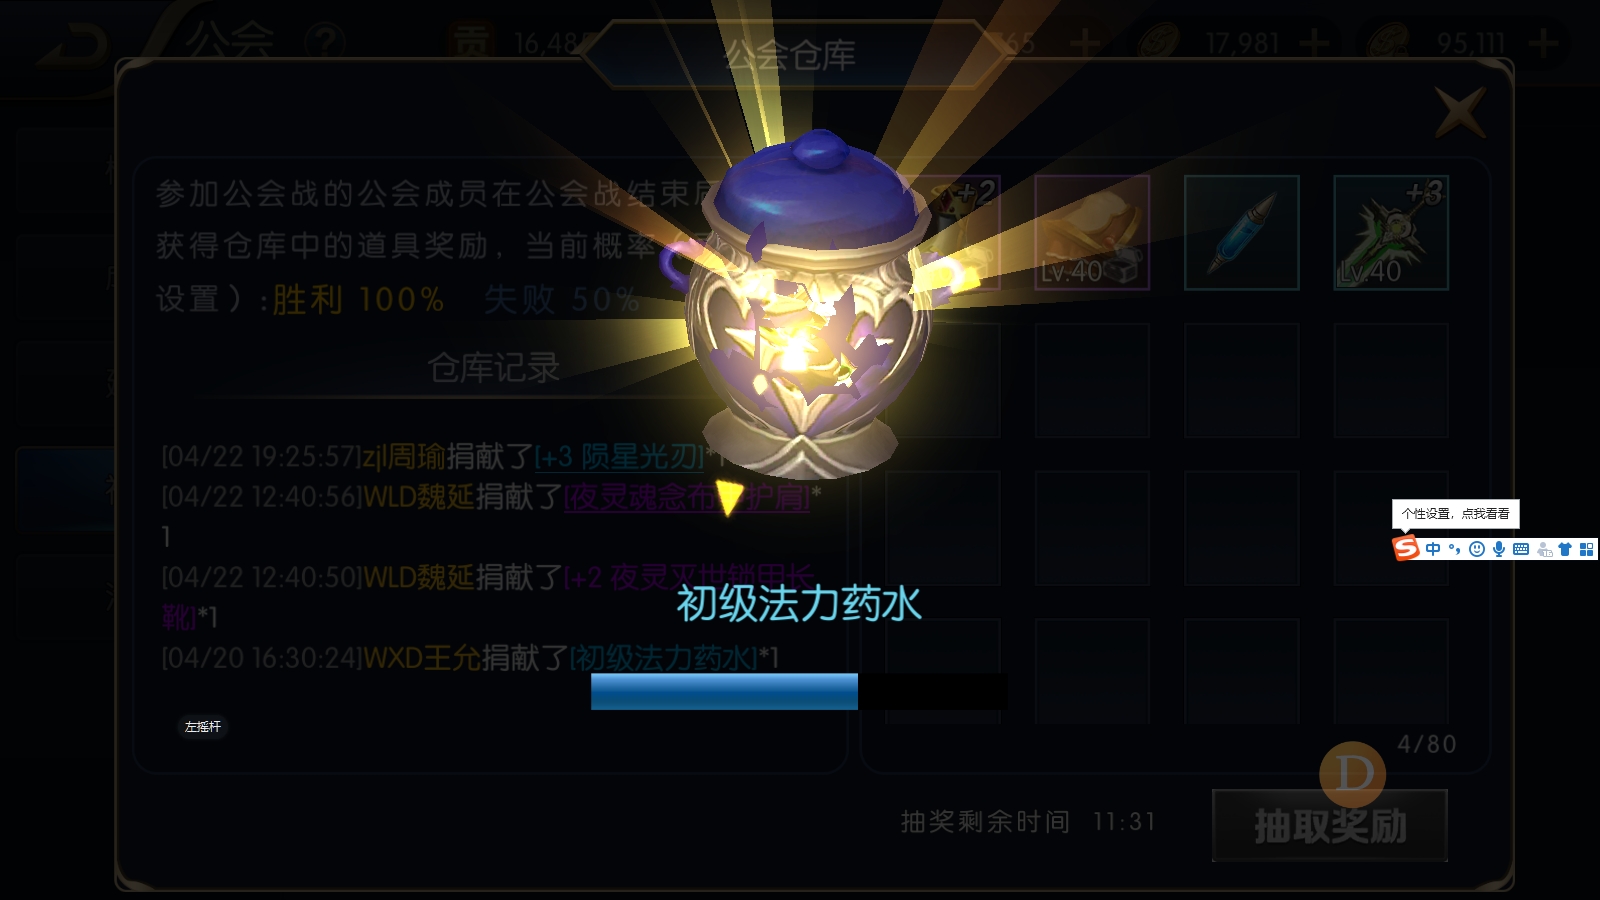 公会 ?
贡 16,48
公会仓库
65
17,981
95,111
参加公会战的公会成员在公会战结束
获得仓库中的道具奖励，当前概率
设置）:胜利 100% 失败 50%
+2
Lv.40
+3
Lv.40
仓库记录
[04/22 19:25:57]zjl周瑜捐献了[+3 陨星光刃]*1
[04/22 12:40:56]WLD魏延捐献了[夜灵魂念布 护肩]*
1
[04/22 12:40:50]WLD魏延捐献了[+2 夜灵灭世锁甲长
靴]*1
初级法力药水
[04/20 16:30:24]WXD王允捐献了[初级法力药水]*1
个性设置，点我看看
S 中
左摇杆
4/80
D
抽奖剩余时间 11:31
抽取奖励